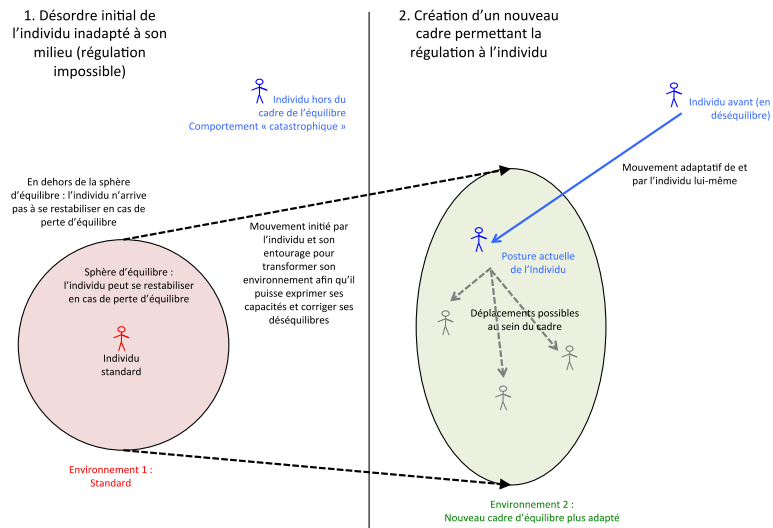 1. Désordre initial de
l’individu inadapté à son
milieu (régulation
impossible)
Individu hors du
cadre de l’équilibre
Comportement « catastrophique »
En dehors de la sphère
d’équilibre : l’individu n’arrive
pas à se restabiliser en cas de
perte d’équilibre
Sphère d’équilibre :
l’individu peut se restabiliser
en cas de perte d’équilibre
Individu
standard
Environnement 1 :
Standard
Mouvement initié par
l’individu et son
entourage pour
transformer son
environnement afin qu’il
puisse exprimer ses
capacités et corriger ses
déséquilibres
2. Création d’un nouveau
cadre permettant la
régulation à l’individu
Individu avant (en
déséquilibre)
Mouvement adaptatif de et
par l’individu lui-même
Posture actuelle
de l’Individu
Déplacements possibles
au sein du cadre
Environnement 2 :
Nouveau cadre d’équilibre plus adapté